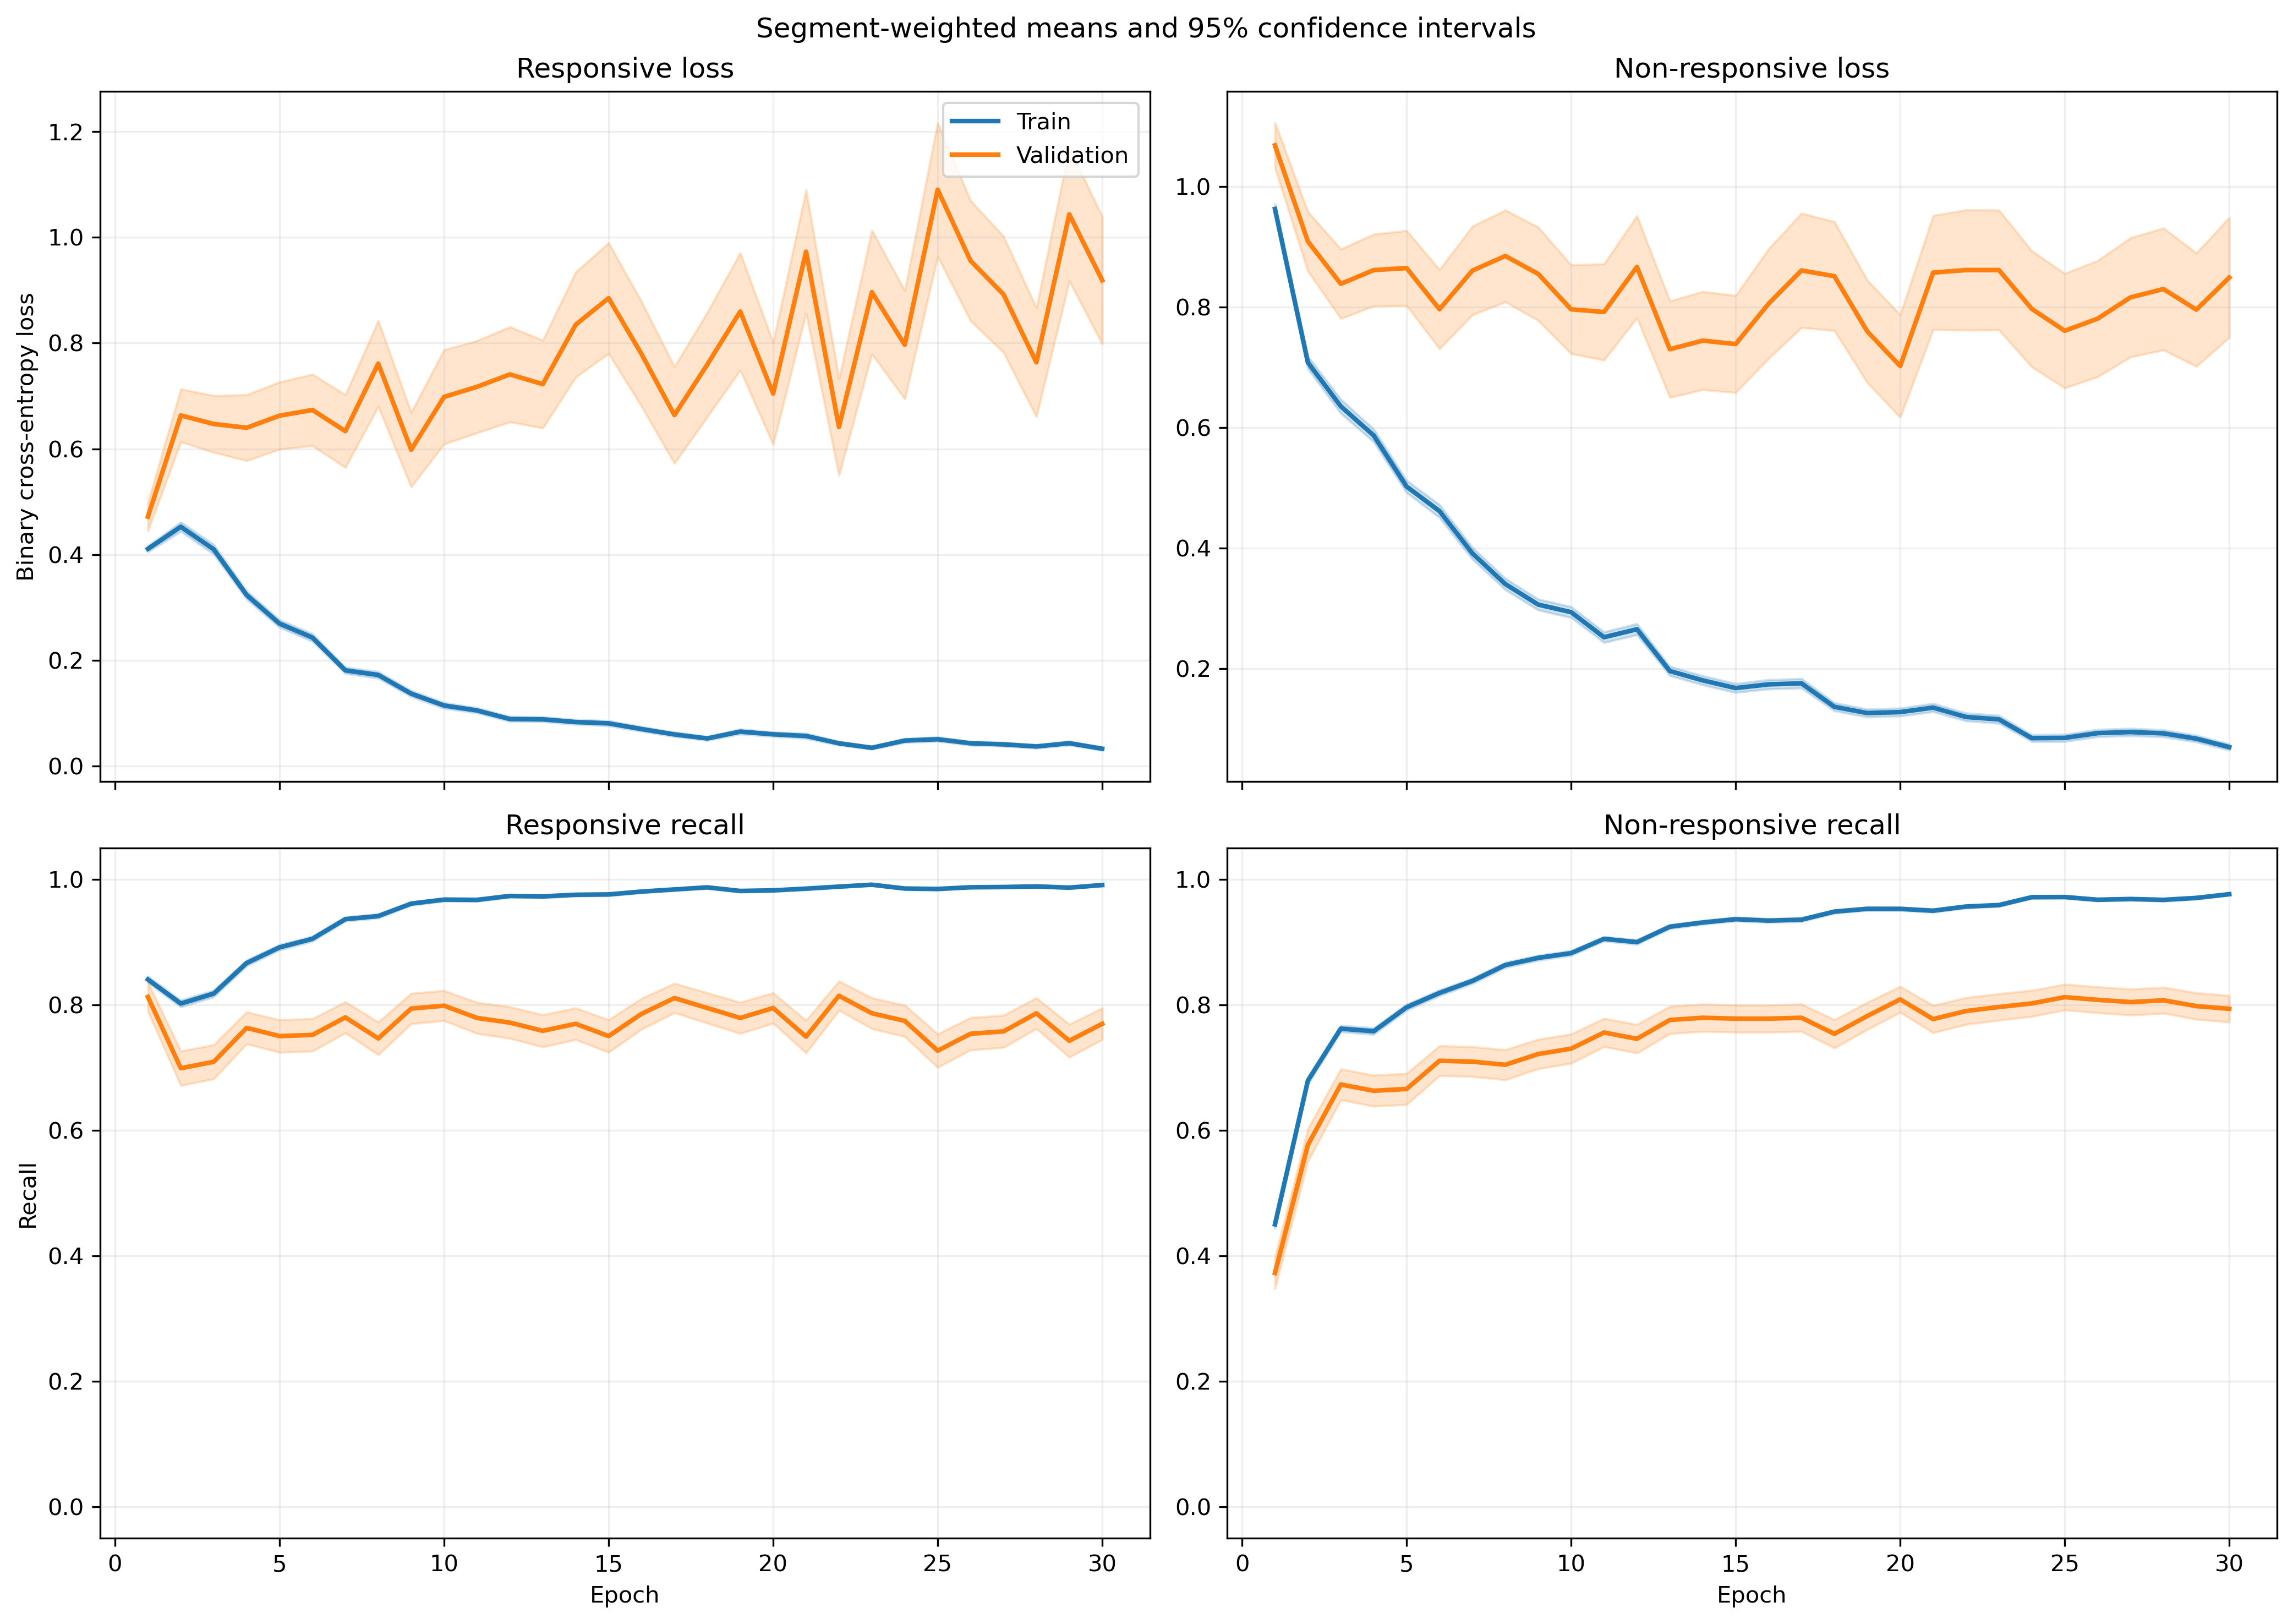 Segment-weighted means and 95% confidence intervals
Responsive loss
Non-responsive loss
Train
Validation
Binary cross-entropy loss
1.2
1.0
0.8
0.6
0.4
0.2
0.0
1.0
0.8
0.6
0.4
0.2
Responsive recall
Non-responsive recall
Recall
1.0
0.8
0.6
0.4
0.2
0.0
0 5 10 15 20 25 30
Epoch
1.0
0.8
0.6
0.4
0.2
0.0
0 5 10 15 20 25 30
Epoch